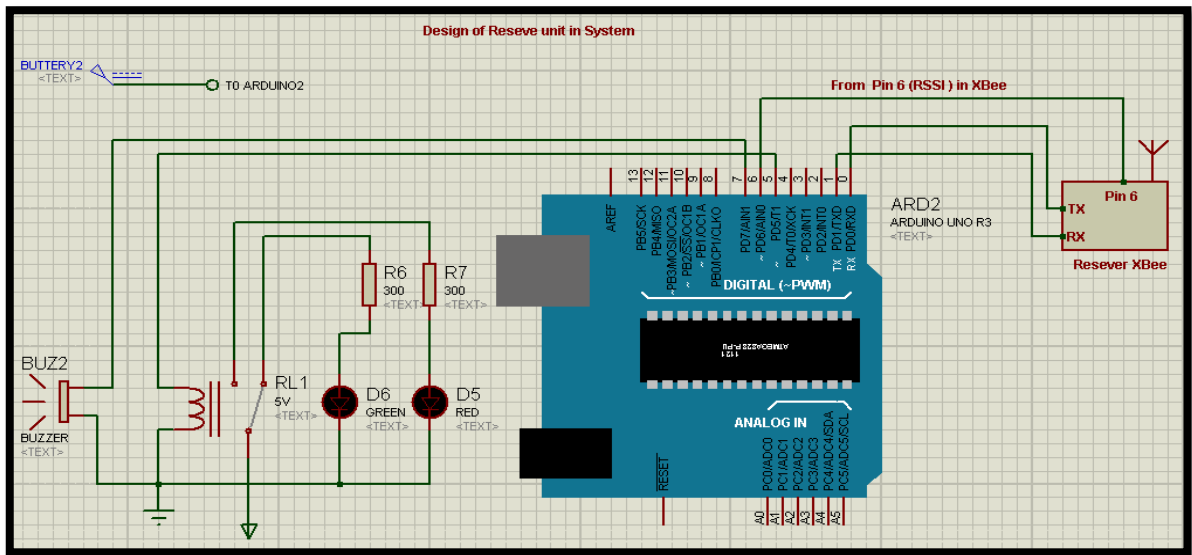 Design of Reseve unit in System
BUTTERY2
<TEXT>
TO ARDUINO2
From Pin 6 (RSSI ) in XBee
Pin 6
TX
RX
Resever XBee
ARD2
ARDUINO UNO R3
<TEXT>
13
12
11
10
9
8
7
6
5
4
3
2
1
0
AREF
PB5/SCK
PB4/MISO
~PB3/MOSI/OC2A
~ PB2/SS/OC1B
~ PB1/OC1A
PB0/ICP1/CLKO
PD7/AIN1
~ PD6/AIN0
~ PD5/T1
PD4/T0/XCK
~ PD3/INT1
PD2/INT0
TX PD1/TXD
RX PD0/RXD
DIGITAL (~PWM)
1121
ANALOG IN
RESET
PC0/ADC0
PC1/ADC1
PC2/ADC2
PC3/ADC3
PC4/ADC4/SDA
PC5/ADC5/SCL
A0
A1
A2
A3
A4
A5
R6
300
<TEXT>
R7
300
<TEXT>
BUZ2
BUZZER
<TEXT>
RL1
5V
<TEXT>
D6
GREEN
<TEXT>
D5
RED
<TEXT>